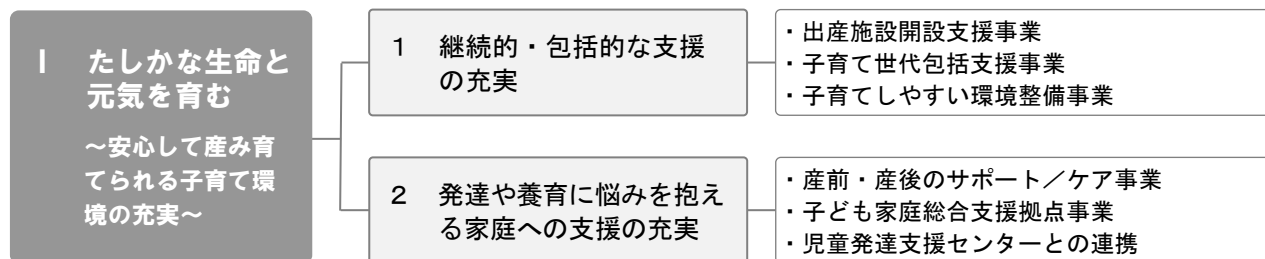 Ⅰ たしかな生命と
元気を育む
～安心して産み育
てられる子育て環
境の充実～
1 継続的・包括的な支援
の充実
・出産施設開設支援事業
・子育て世代包括支援事業
・子育てしやすい環境整備事業
2 発達や養育に悩みを抱え
る家庭への支援の充実
・産前・産後のサポート／ケア事業
・子ども家庭総合支援拠点事業
・児童発達支援センターとの連携